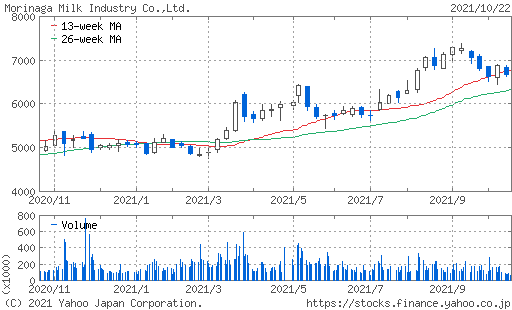 Morinaga Milk Industry Co.,Ltd. 2021/10/22
8000
13-week MA
26-week MA
7000
6000
5000
4000
2020/11 2021/1 2021/3 2021/5 2021/7 2021/9
800
Volume
600
400
200
0
(x1000)
2020/11 2021/1 2021/3 2021/5 2021/7 2021/9
(C) 2021 Yahoo Japan Corporation. https://stocks.finance.yahoo.co.jp